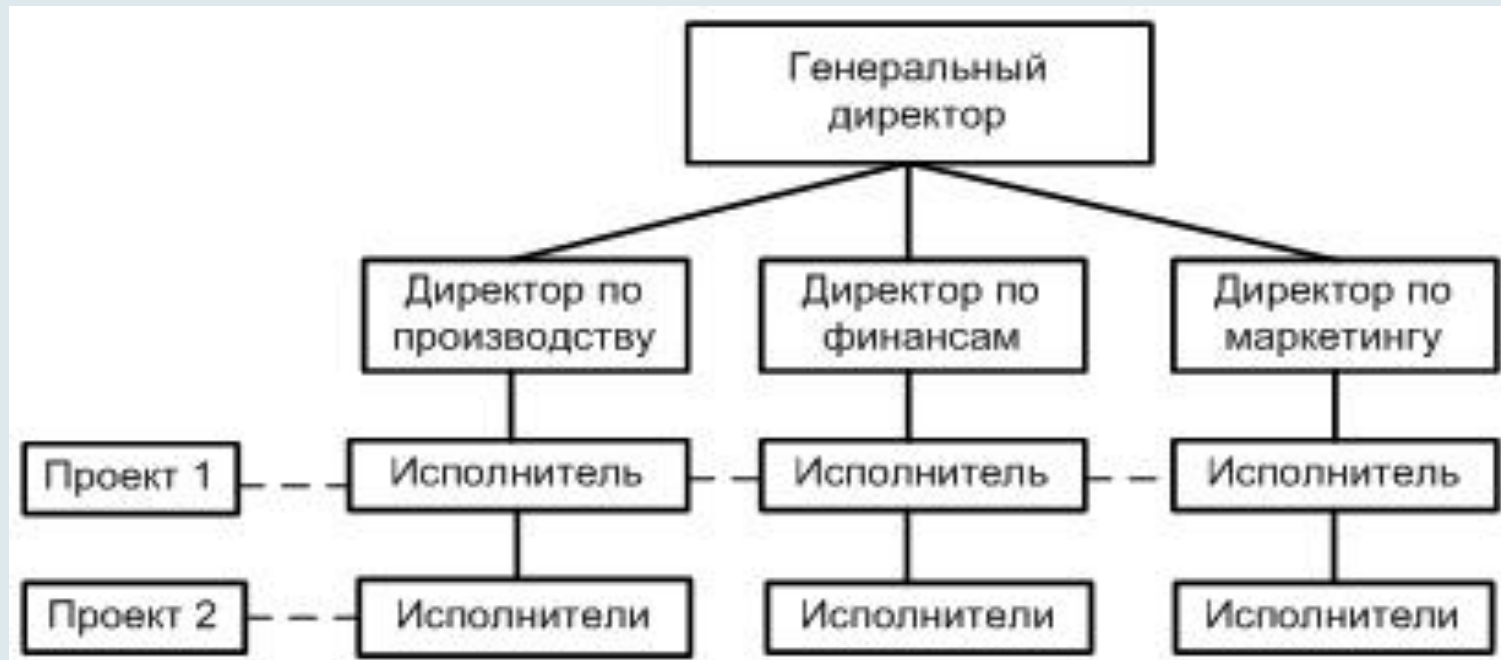 Генеральный
директор
Директор по
производству
Директор по
финансам
Директор по
маркетингу
Проект 1
Исполнитель
Исполнитель
Исполнитель
Проект 2
Исполнители
Исполнители
Исполнители